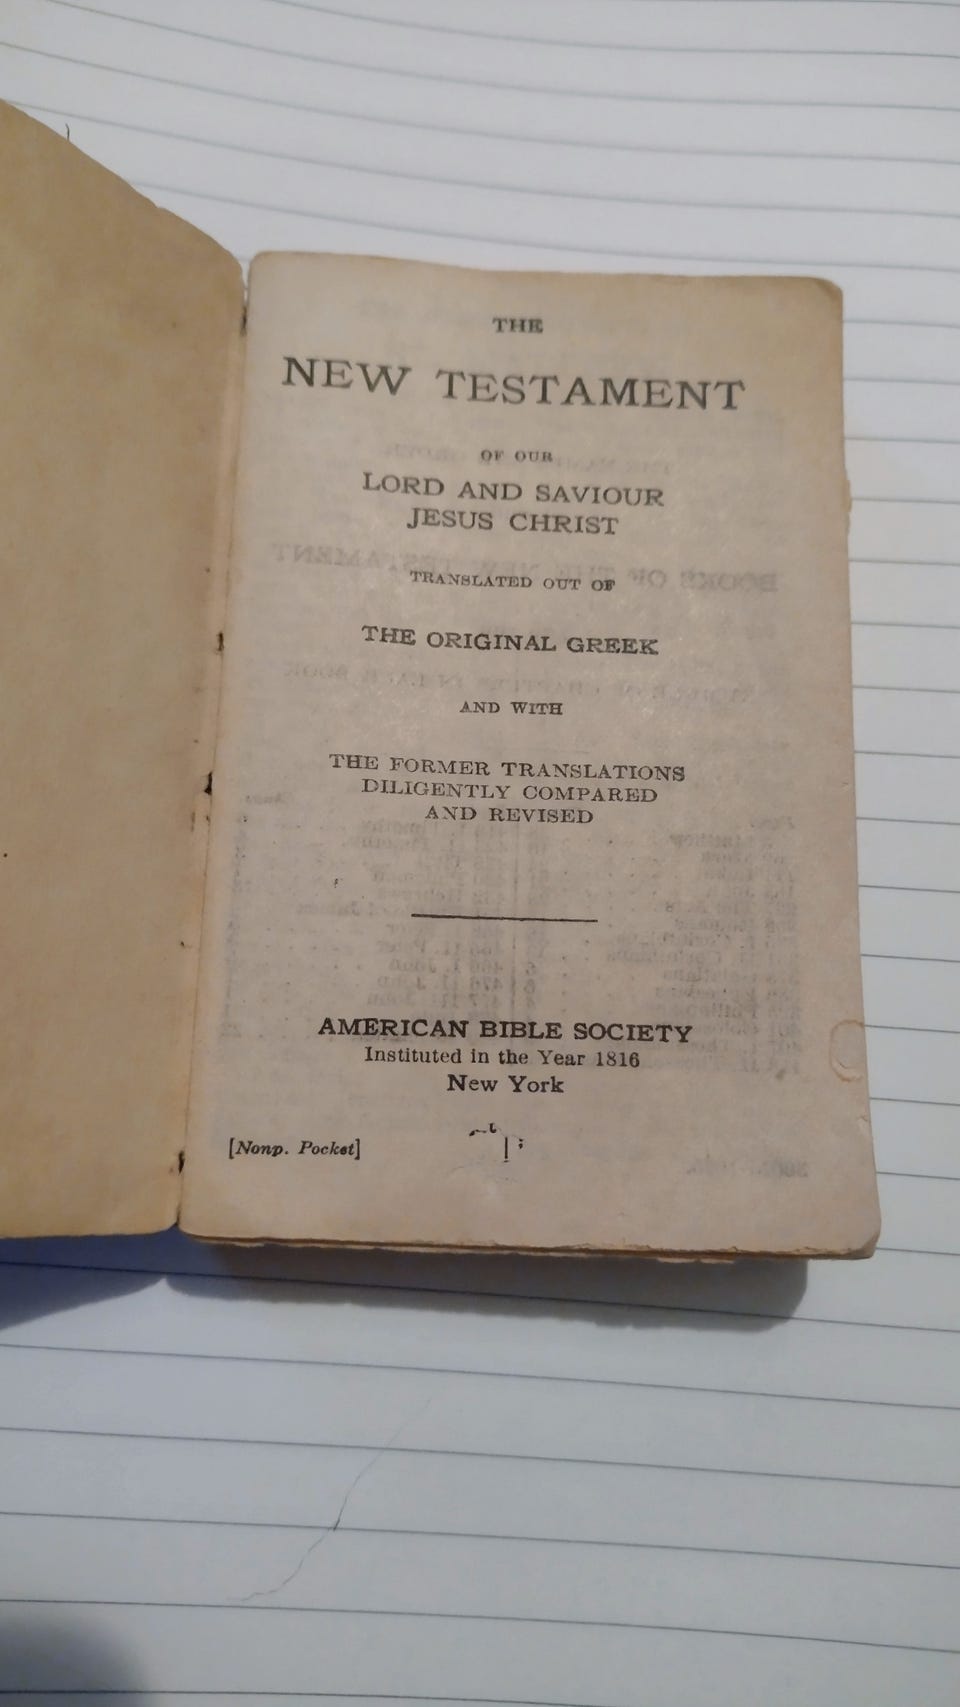 THE
NEW TESTAMENT
OF OUR
LORD AND SAVIOUR
JESUS CHRIST
TRANSLATED OUT OF
THE ORIGINAL GREEK
AND WITH
THE FORMER TRANSLATIONS
DILIGENTLY COMPARED
AND REVISED
AMERICAN BIBLE SOCIETY
Instituted in the Year 1816
New York
[Nonp. Pocket]